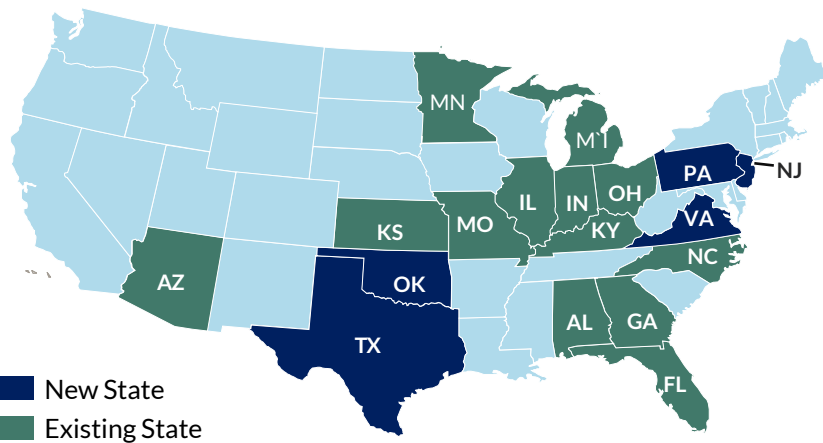 MN
M`I
PA
NJ
IL
IN
OH
KS
MO
KY
VA
NC
AZ
OK
AL
GA
TX
FL
New State
Existing State